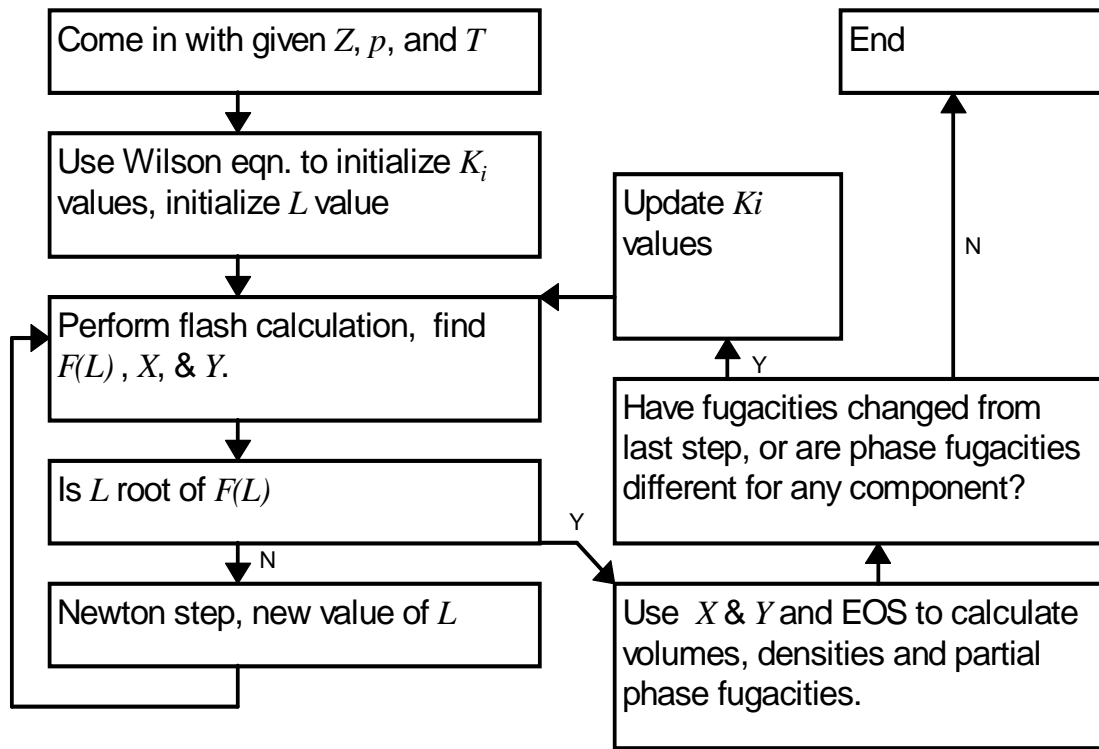 Come in with given Z, p, and T
Use Wilson eqn. to initialize Ki
values, initialize L value
Perform flash calculation, find
F(L) , X, & Y.
Is L root of F(L)
N
Newton step, new value of L
Y
Use X & Y and EOS to calculate
volumes, densities and partial
phase fugacities.
Have fugacities changed from
last step, or are phase fugacities
different for any component?
Y
Update Ki
values
N
End